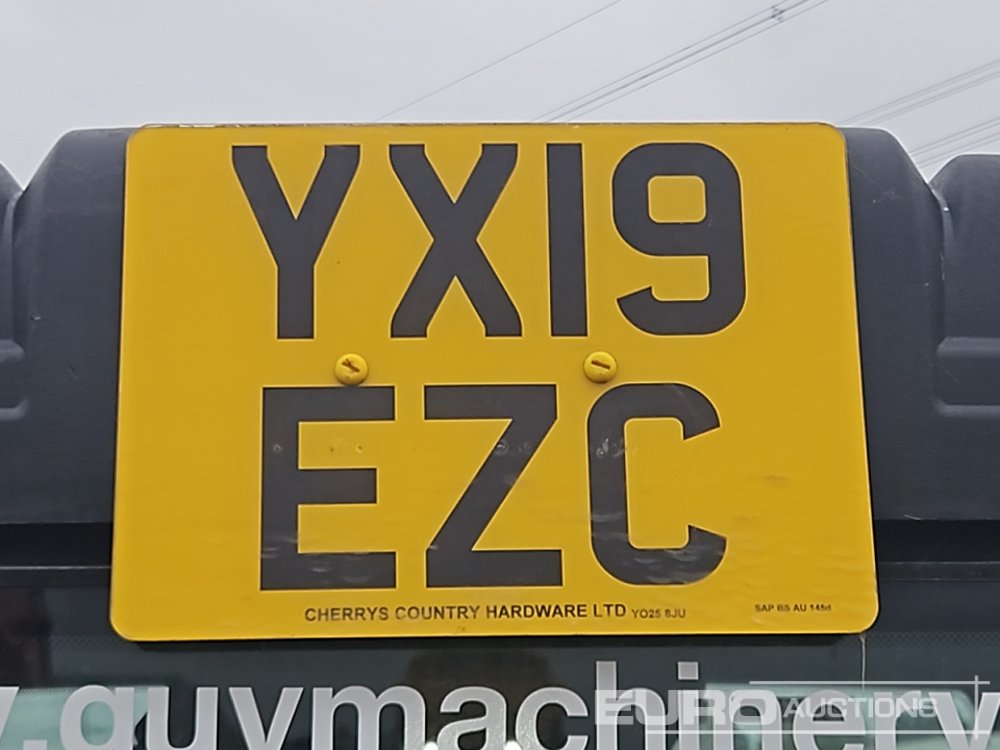 YX19
EZC
CHERRYS COUNTRY HARDWARE LTD YO25 8JU
SAP BS AU 145d
.guymachinery
EURO AUCTIONS